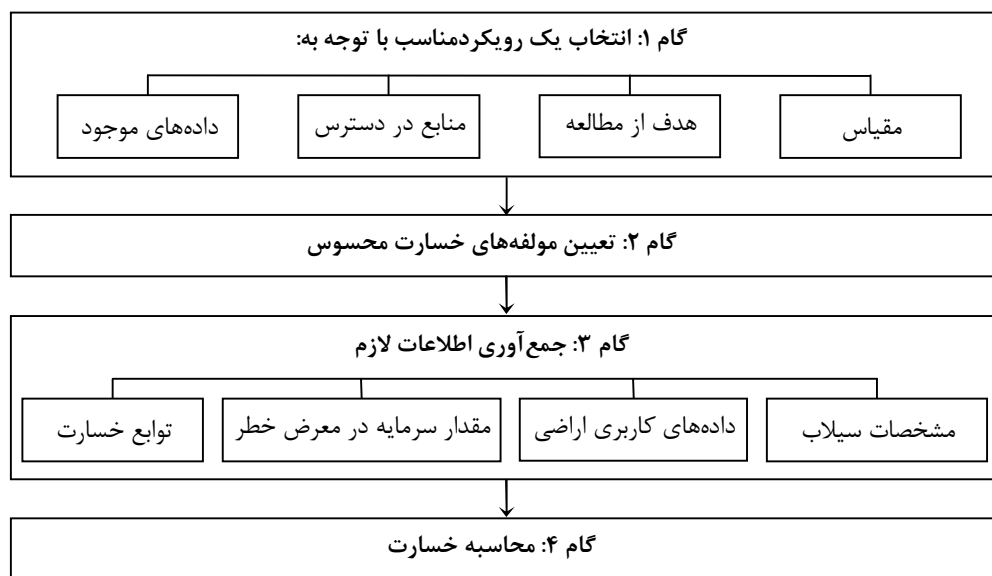 گام ۱: انتخاب یک رویکردمناسب با توجه به:
مقیاس
هدف از مطالعه
منابع در دسترس
داده‌های موجود
گام ۲: تعیین مولفه‌های خسارت محسوس
گام ۳: جمع‌آوری اطلاعات لازم
مشخصات سیلاب
داده‌های کاربری اراضی
مقدار سرمایه در معرض خطر
توابع خسارت
گام ۴: محاسبه خسارت